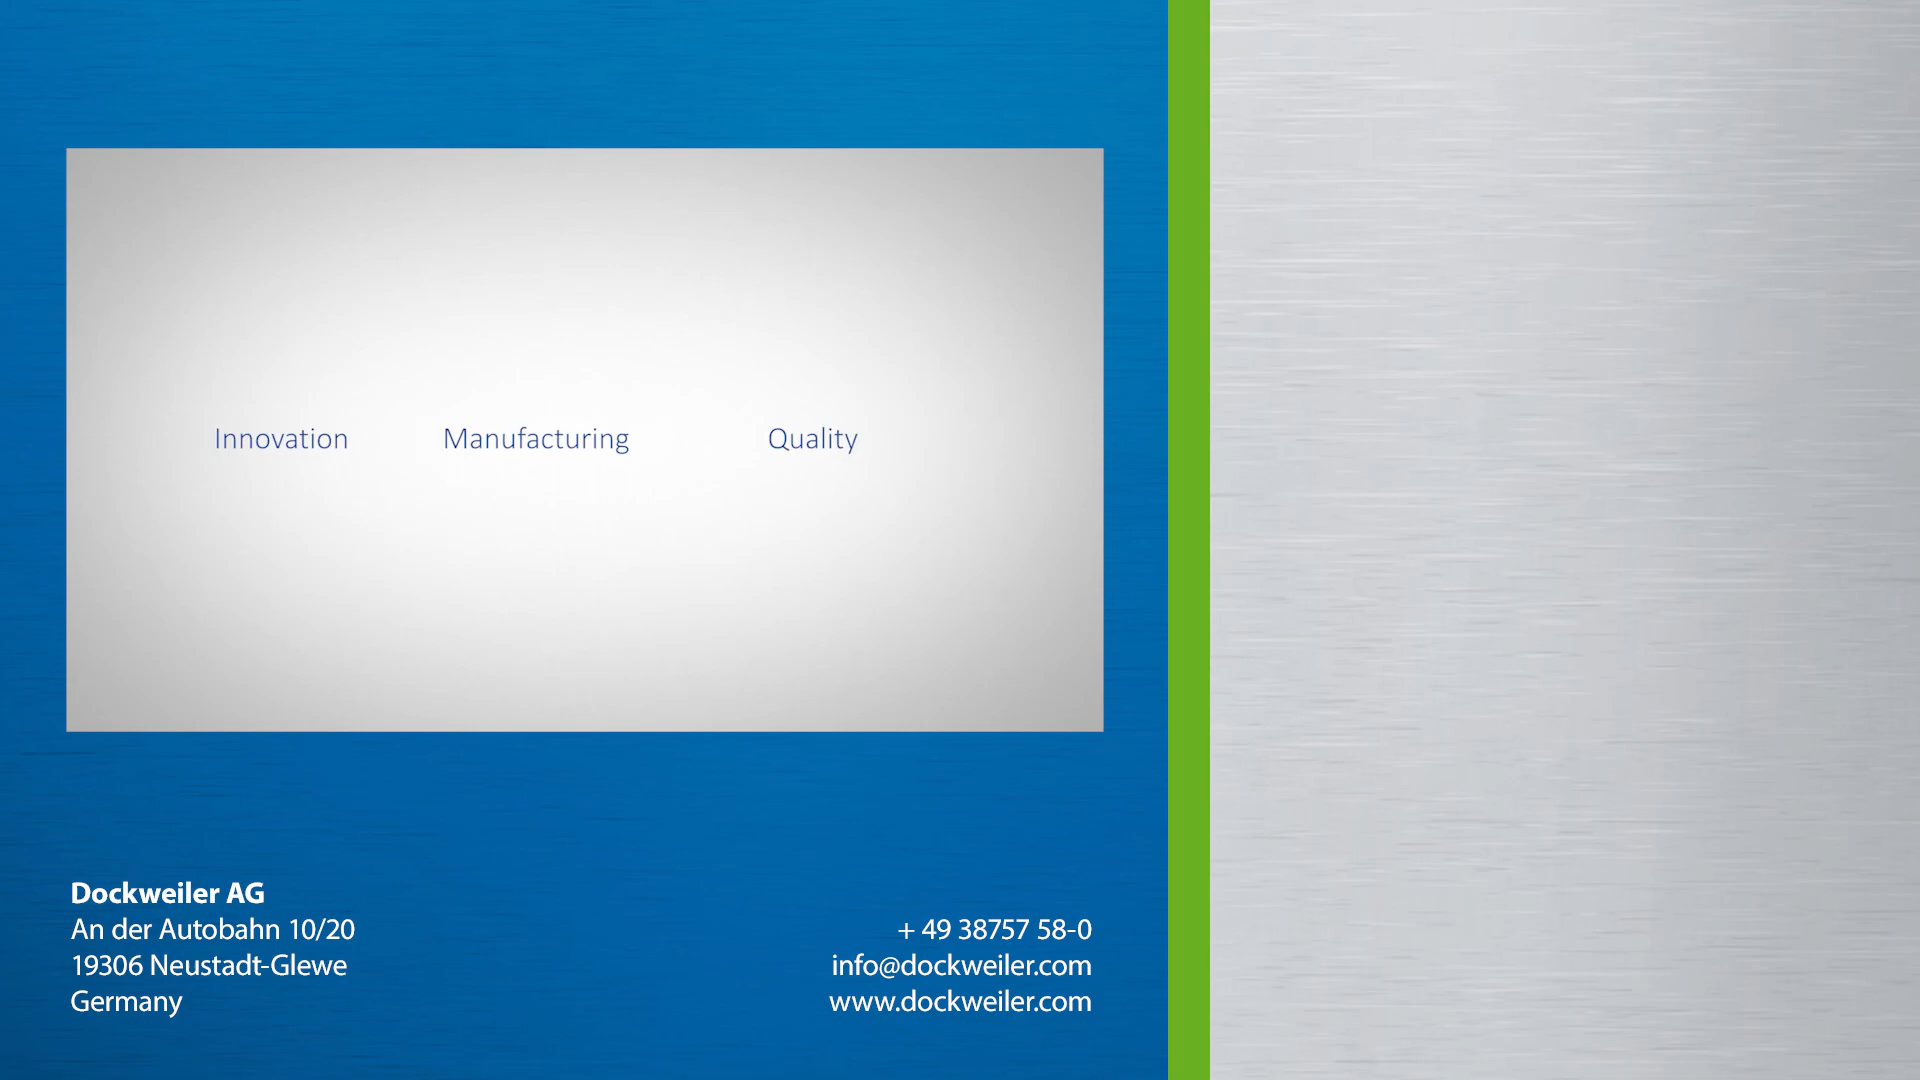 Innovation Manufacturing Quality
Dockweiler AG
An der Autobahn 10/20
19306 Neustadt-Glewe
Germany
+ 49 38757 58-0
info@dockweiler.com
www.dockweiler.com